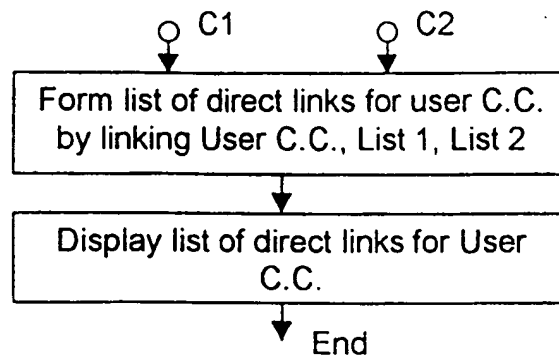 C1 C2
Form list of direct links for user C.C.
by linking User C.C., List 1, List 2
Display list of direct links for User
C.C.
End